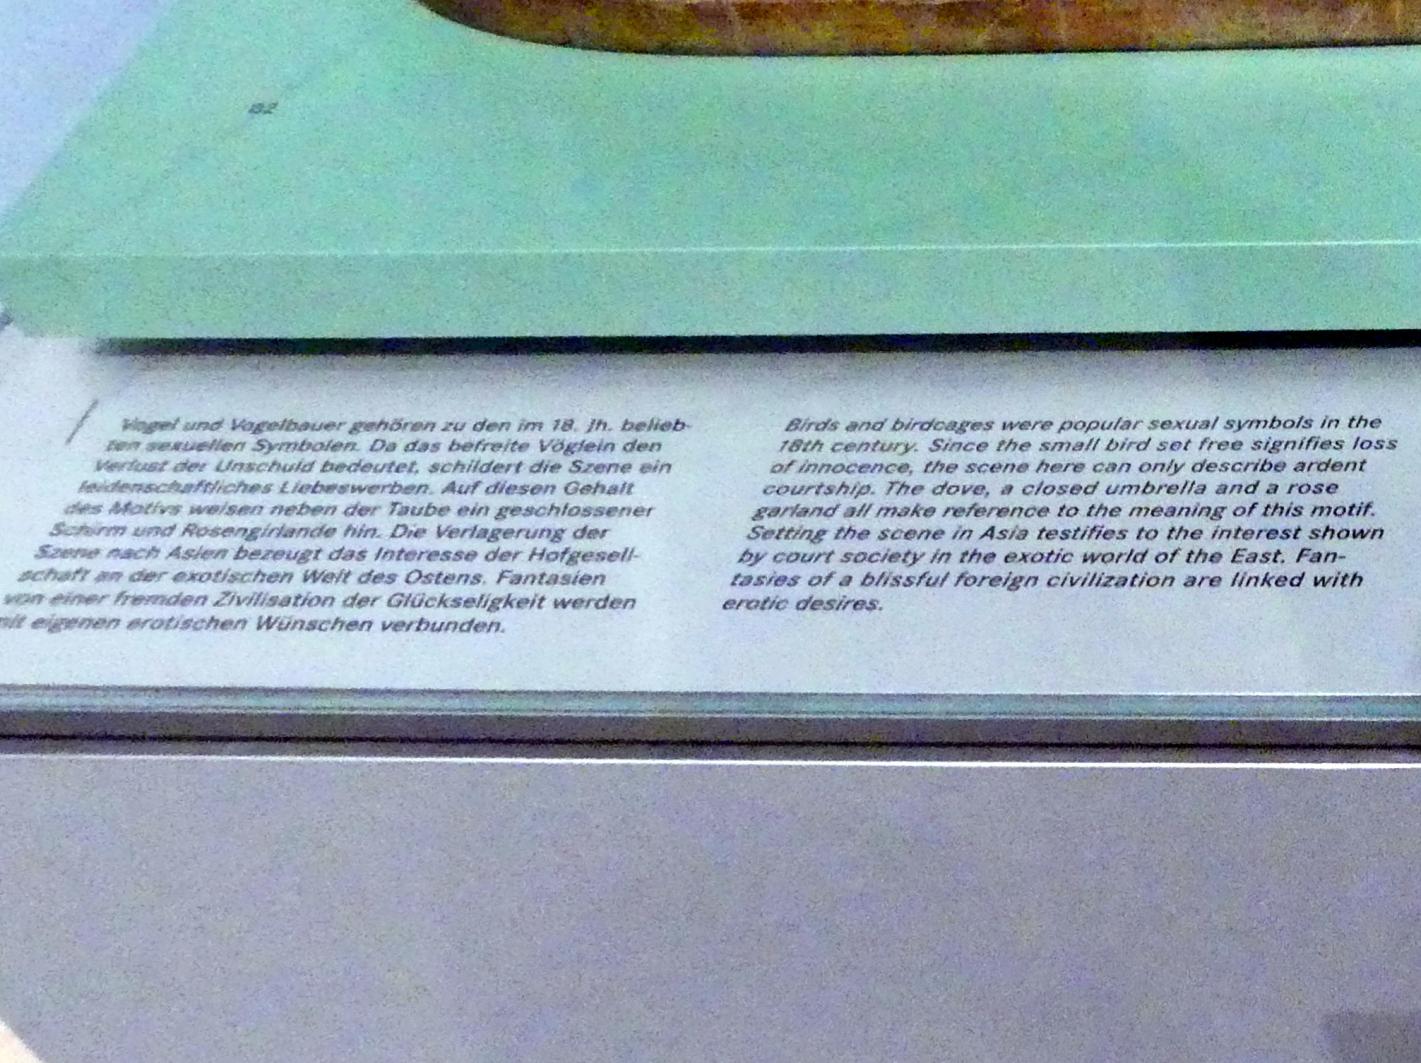 82
Vogel und Vogelbauer gehören zu den im 18. Jh. belieb-
ten sexuellen Symbolen. Da das befreite Vöglein den
Verlust der Unschuld bedeutet, schildert die Szene ein
leidenschaftliches Liebeswerben. Auf diesen Gehalt
des Motivs weisen neben der Taube ein geschlossener
Schirm und Rosengirlande hin. Die Verlagerung der
Szene nach Asien bezeugt das Interesse der Hofgesell-
schaft an der exotischen Welt des Ostens. Fantasien
von einer fremden Zivilisation der Glückseligkeit werden
mit eigenen erotischen Wünschen verbunden.
Birds and birdcages were popular sexual symbols in the
18th century. Since the small bird set free signifies loss
of innocence, the scene here can only describe ardent
courtship. The dove, a closed umbrella and a rose
garland all make reference to the meaning of this motif.
Setting the scene in Asia testifies to the interest shown
by court society in the exotic world of the East. Fan-
tasies of a blissful foreign civilization are linked with
erotic desires.